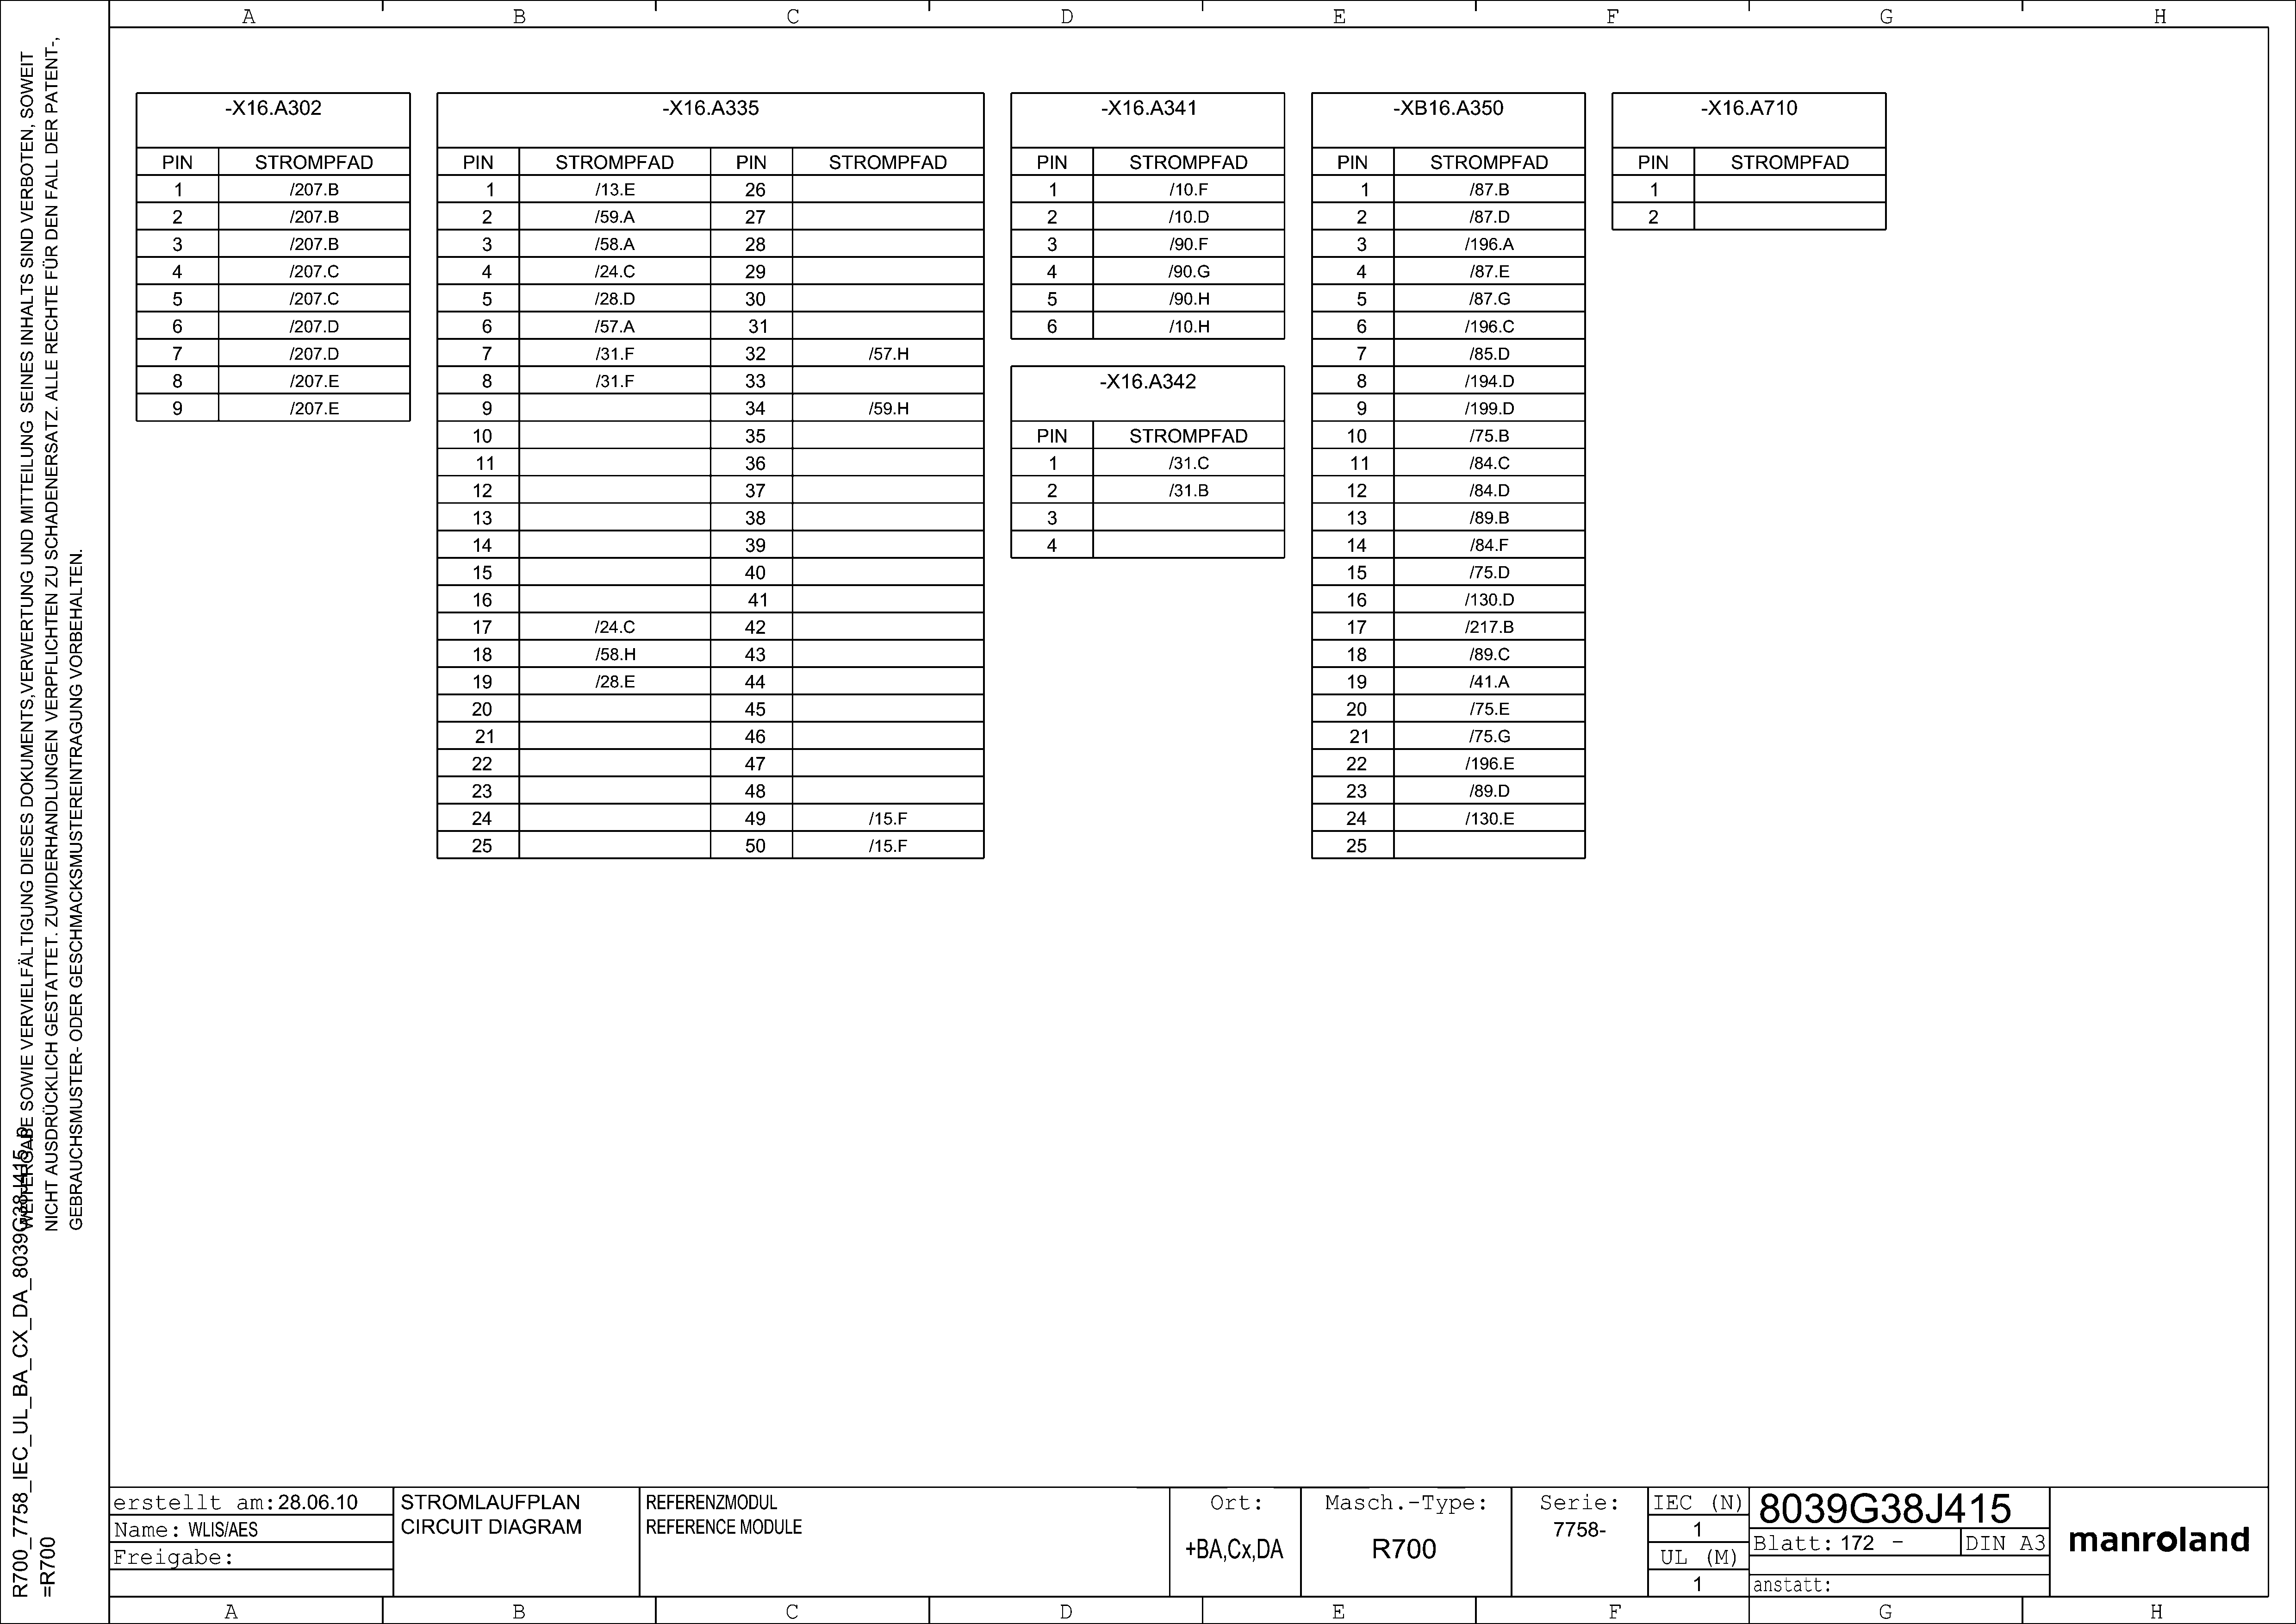 A B C D E F G H
-X16.A302
PIN STROMPFAD
1 /207.B
2 /207.B
3 /207.B
4 /207.C
5 /207.C
6 /207.D
7 /207.D
8 /207.E
9 /207.E
-X16.A335
PIN STROMPFAD PIN STROMPFAD
1 /13.E 26
2 /59.A 27
3 /58.A 28
4 /24.C 29
5 /28.D 30
6 /57.A 31
7 /31.F 32 /57.H
8 /31.F 33
9 34 /59.H
10 35
11 36
12 37
13 38
14 39
15 40
16 41
17 /24.C 42
18 /58.H 43
19 /28.E 44
20 45
21 46
22 47
23 48
24 49 /15.F
25 50 /15.F
-X16.A341
PIN STROMPFAD
1 /10.F
2 /10.D
3 /90.F
4 /90.G
5 /90.H
6 /10.H
-X16.A342
PIN STROMPFAD
1 /31.C
2 /31.B
3
4
-XB16.A350
PIN STROMPFAD
1 /87.B
2 /87.D
3 /196.A
4 /87.E
5 /87.G
6 /196.C
7 /85.D
8 /194.D
9 /199.D
10 /75.B
11 /84.C
12 /84.D
13 /89.B
14 /84.F
15 /75.D
16 /130.D
17 /217.B
18 /89.C
19 /41.A
20 /75.E
21 /75.G
22 /196.E
23 /89.D
24 /130.E
25
-X16.A710
PIN STROMPFAD
1
2
WEITERGABE SOWIE VERVIELFÄLTIGUNG DIESES DOKUMENTS,VERWERTUNG UND MITTEILUNG SEINES INHALTS SIND VERBOTEN, SOWEIT
NICHT AUSDRÜCKLICH GESTATTET. ZUWIDERHANDLUNGEN VERPFLICHTEN ZU SCHADENERSATZ. ALLE RECHTE FÜR DEN FALL DER PATENT-,
GEBRAUCHSMUSTER- ODER GESCHMACKSMUSTEREINTRAGUNG VORBEHALTEN.
R700_7758_IEC_UL_BA_CX_DA_8039G38J415_p
=R700
erstellt am: 28.06.10
Name: WLIS/AES
Freigabe:
STROMLAUFPLAN
CIRCUIT DIAGRAM
REFERENZMODUL
REFERENCE MODULE
Ort:
+BA,Cx,DA
Masch.-Type:
R700
Serie:
7758-
IEC (N)
1
UL (M)
1
8039G38J415
Blatt: 172 - DIN A3
anstatt:
manroland
A B C D E F G H